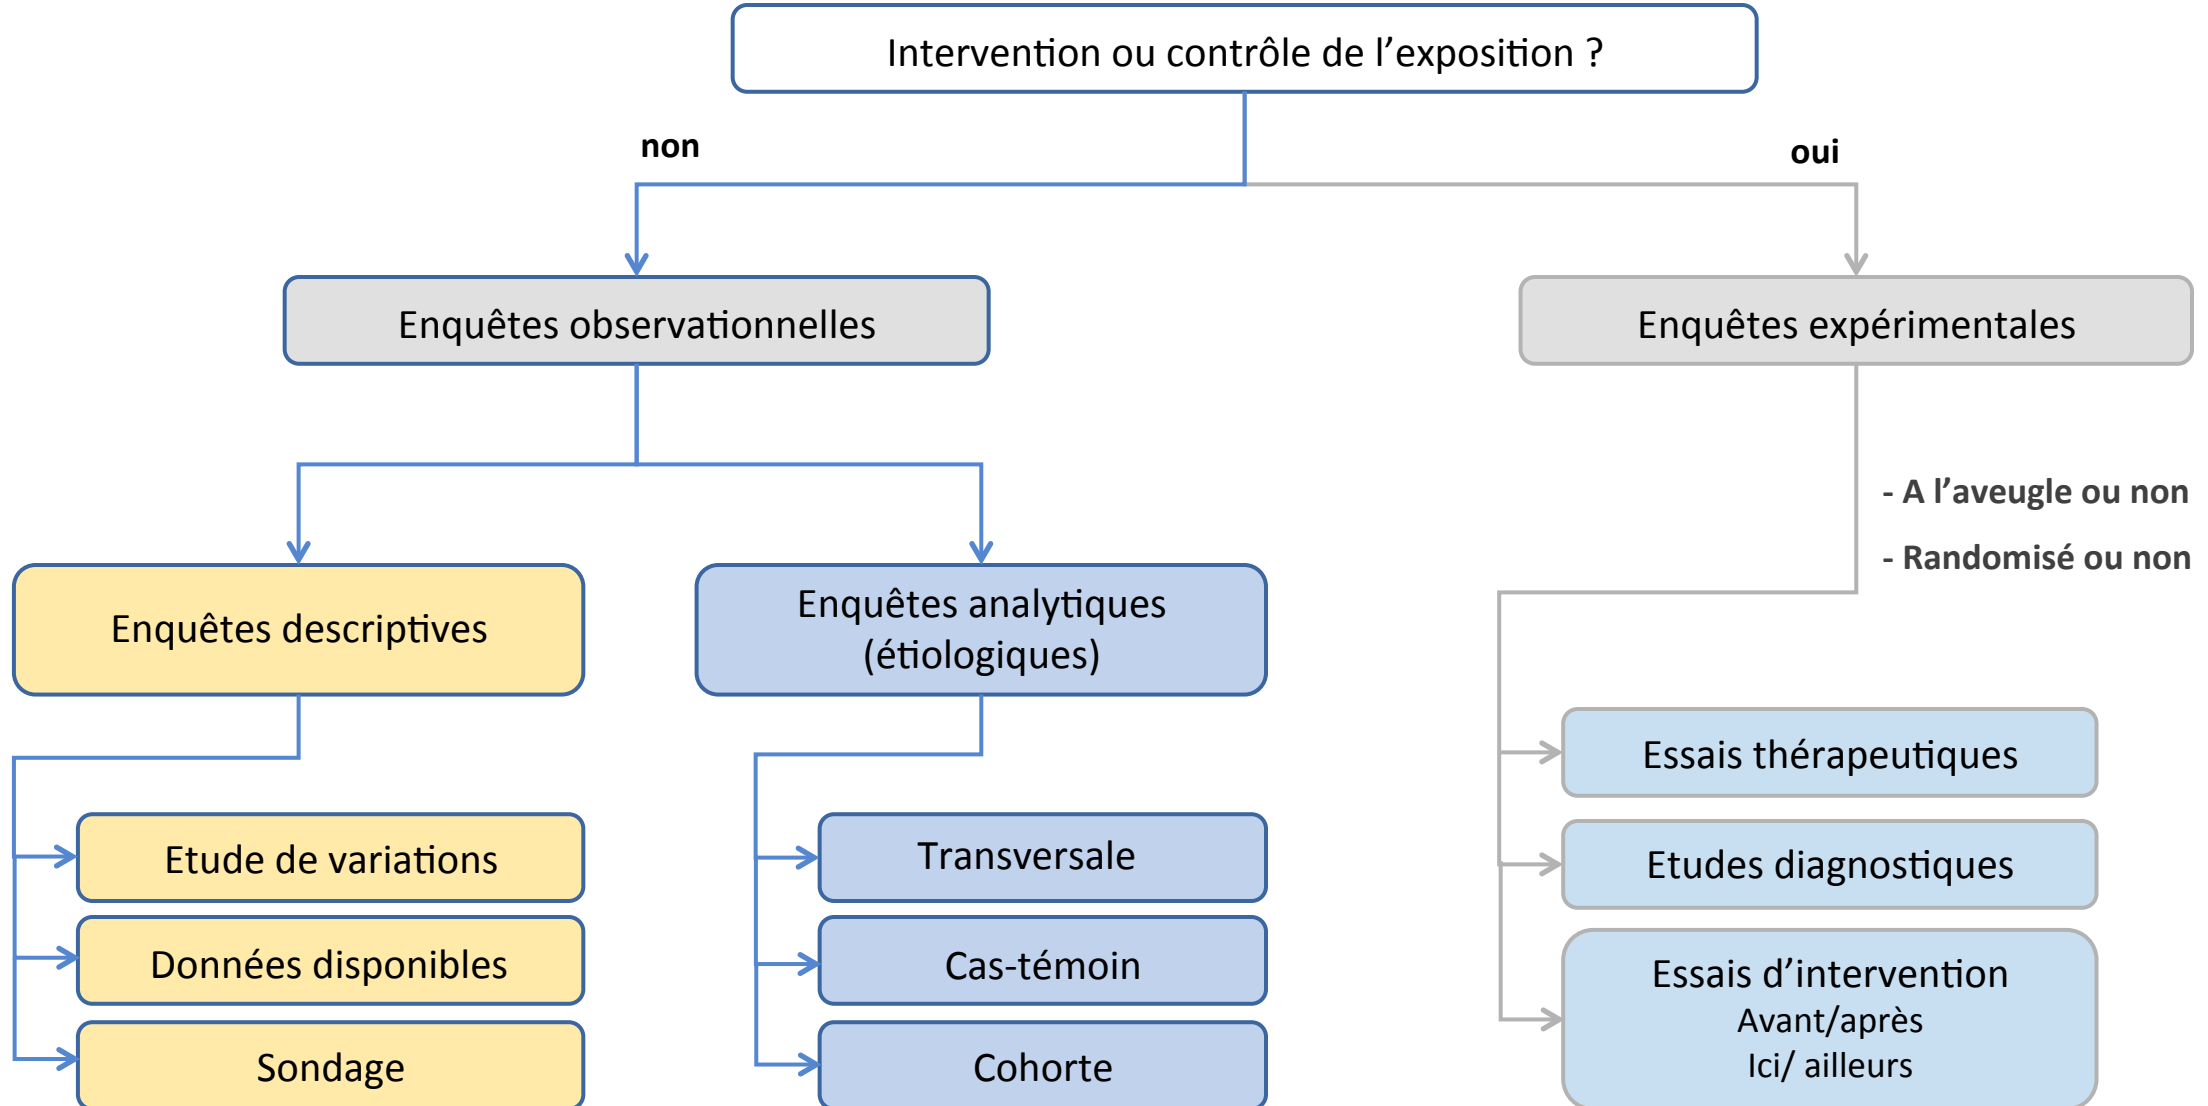 Intervention ou contrôle de l’exposition ?
non
oui
Enquêtes observationnelles
Enquêtes expérimentales
- A l’aveugle ou non
- Randomisé ou non
Enquêtes descriptives
Enquêtes analytiques
(étiologiques)
Etude de variations
Données disponibles
Sondage
Transversale
Cas-témoin
Cohorte
Essais thérapeutiques
Etudes diagnostiques
Essais d’intervention
Avant/après
Ici/ ailleurs